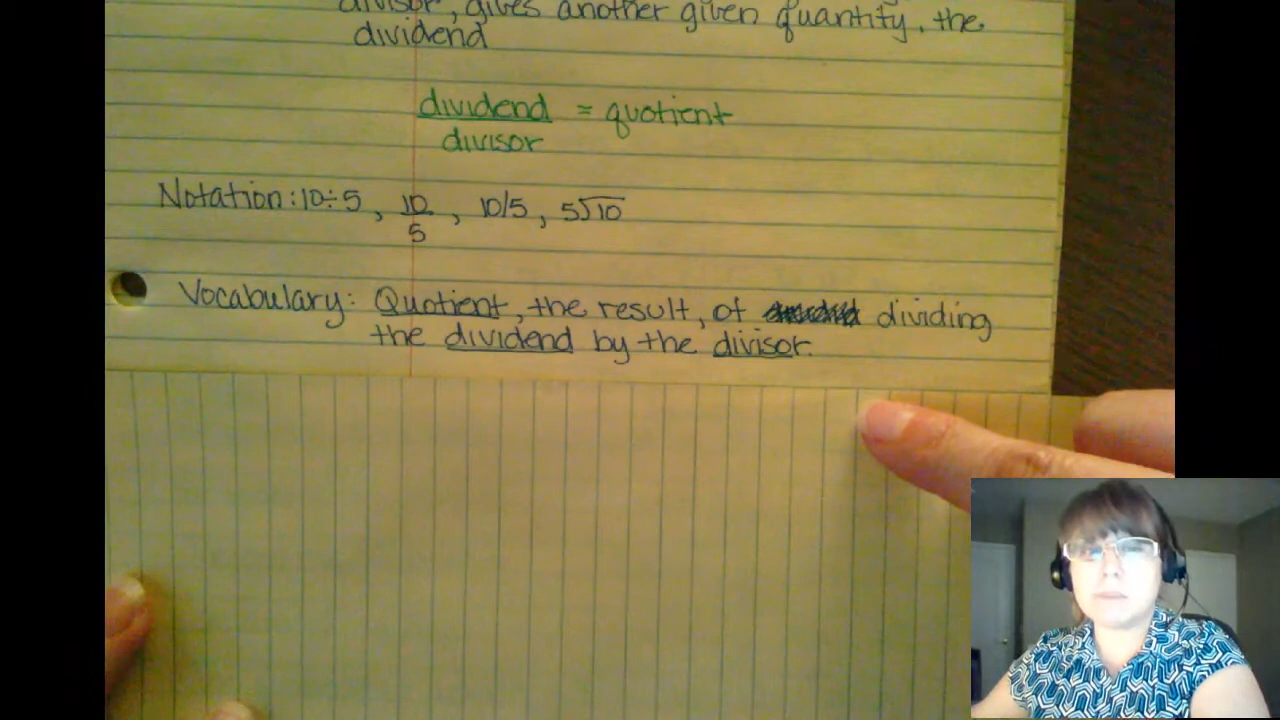 divisor, gives another given quantity, the
dividend
dividend = quotient
divisor
Notation: 10÷5, 10/5, 10/5, 5√10
Vocabulary: Quotient, the result, of dividing
the dividend by the divisor.